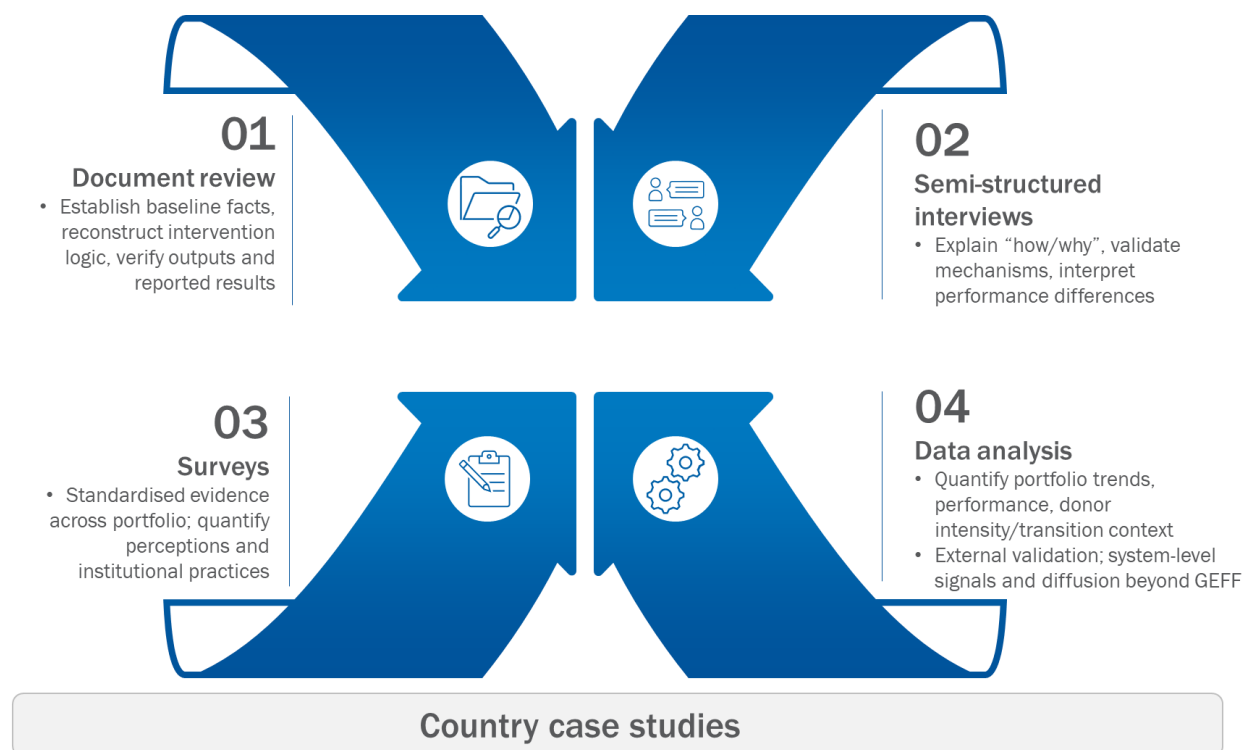 01
Document review
• Establish baseline facts,
reconstruct intervention
logic, verify outputs and
reported results
02
Semi-structured
interviews
• Explain “how/why”, validate
mechanisms, interpret
performance differences
03
Surveys
• Standardised evidence
across portfolio; quantify
perceptions and
institutional practices
04
Data analysis
• Quantify portfolio trends,
performance, donor
intensity/transition context
• External validation; system-level
signals and diffusion beyond GEFF
Country case studies